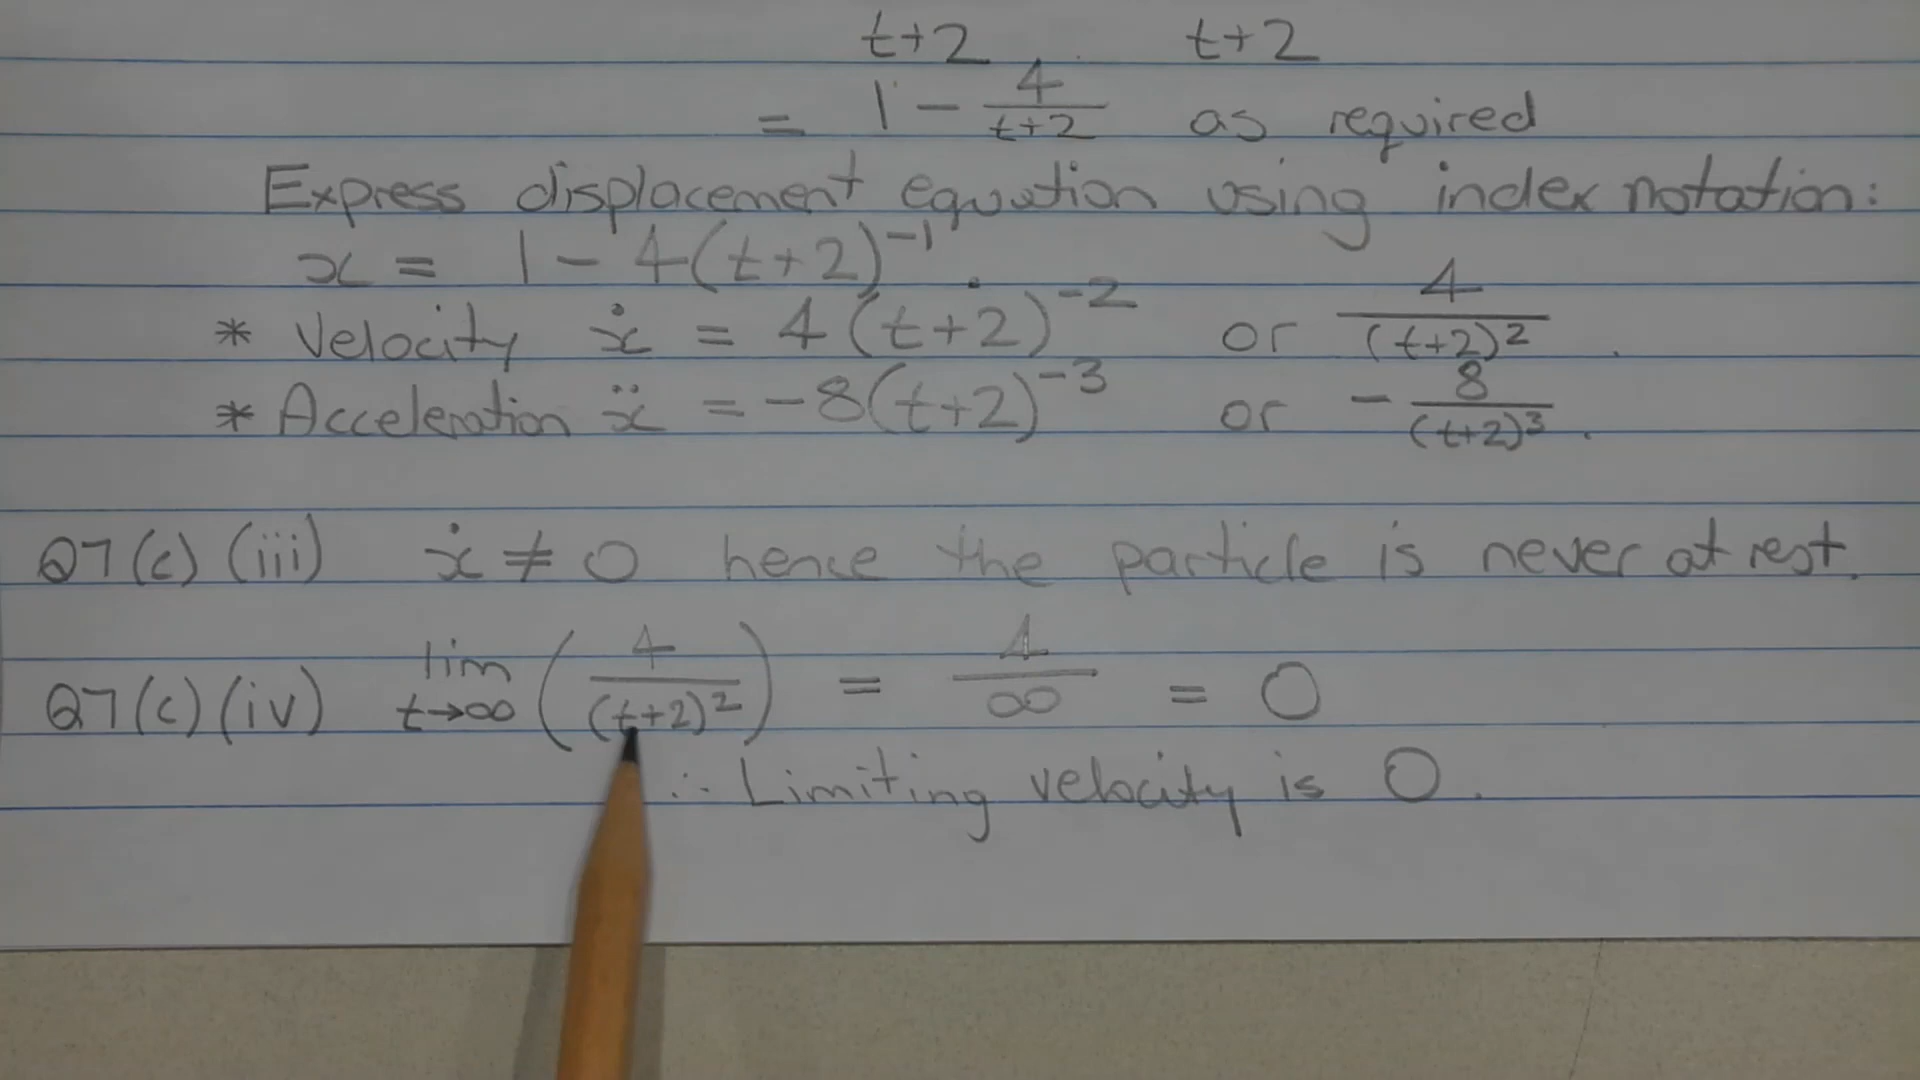 t+2 t+2
= 1 - 4/(t+2) as required
Express displacement equation using index notation:
x = 1 - 4(t+2)⁻¹
* Velocity ẋ = 4(t+2)⁻² or 4/(t+2)².
* Acceleration ẍ = -8(t+2)⁻³ or - 8/(t+2)³.
Q7(c) (iii) ẋ ≠ 0 hence the particle is never at rest.
Q7(c)(iv) lim t→∞ (4/(t+2)²) = 4/∞ = 0
∴ Limiting velocity is 0.